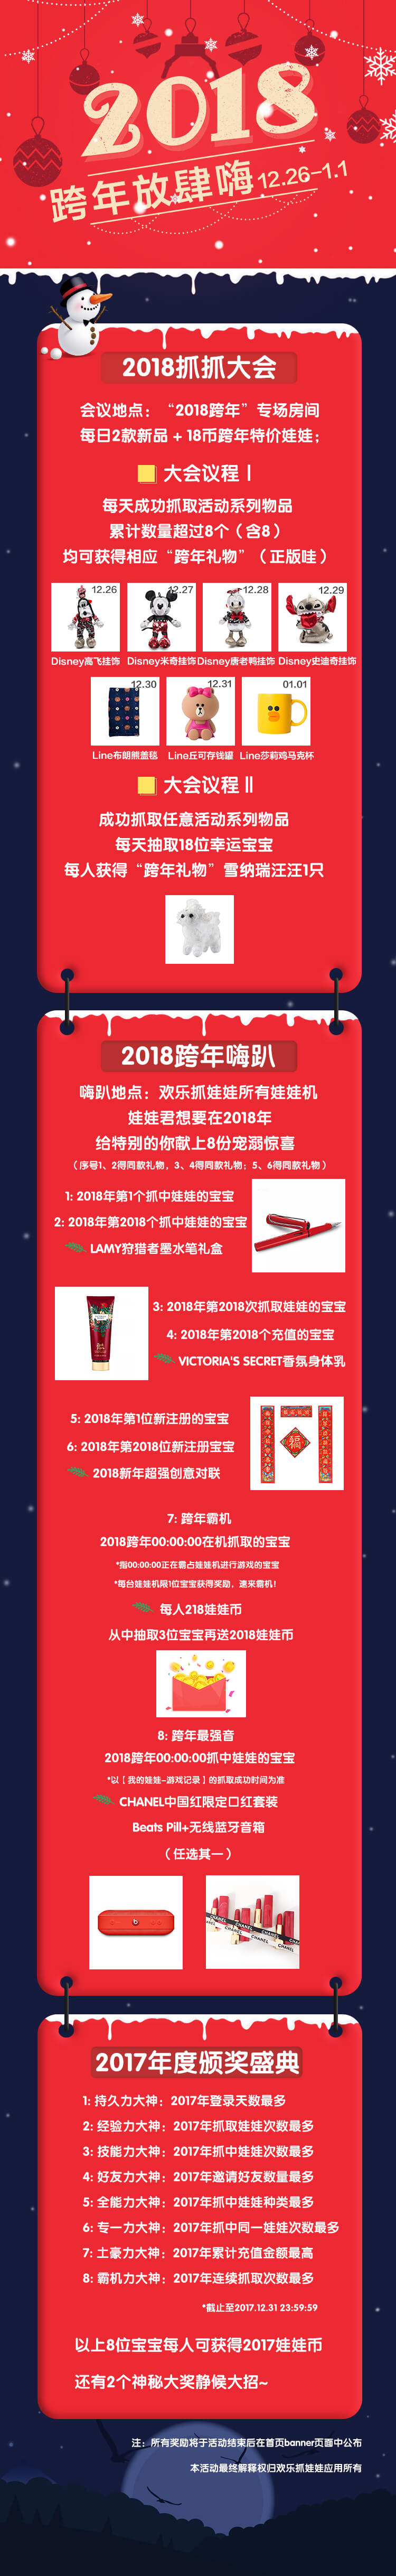 2018
跨年放肆嗨 12.26-1.1
2018抓抓大会
会议地点：“2018跨年”专场房间
每日2款新品 + 18币跨年特价娃娃；
大会议程Ⅰ
每天成功抓取活动系列物品
累计数量超过8个（含8）
均可获得相应“跨年礼物”（正版哇）
12.26 12.27 12.28 12.29
Disney高飞挂饰 Disney米奇挂饰 Disney唐老鸭挂饰 Disney史迪奇挂饰
12.30 12.31 01.01
Line布朗熊盖毯 Line丘可存钱罐 Line莎莉鸡马克杯
大会议程Ⅱ
成功抓取任意活动系列物品
每天抽取18位幸运宝宝
每人获得“跨年礼物”雪纳瑞汪汪1只
2018跨年嗨趴
嗨趴地点：欢乐抓娃娃所有娃娃机
娃娃君想要在2018年
给特别的你献上8份宠溺惊喜
（序号1、2得同款礼物，3、4得同款礼物；5、6得同款礼物）
1: 2018年第1个抓中娃娃的宝宝
2: 2018年第2018个抓中娃娃的宝宝
LAMY狩猎者墨水笔礼盒
3: 2018年第2018次抓取娃娃的宝宝
4: 2018年第2018个充值的宝宝
VICTORIA'S SECRET香氛身体乳
5: 2018年第1位新注册的宝宝
6: 2018年第2018位新注册宝宝
2018新年超强创意对联
福
7: 跨年霸机
2018跨年00:00:00在机抓取的宝宝
*指00:00:00正在霸占娃娃机进行游戏的宝宝
*每台娃娃机限1位宝宝获得奖励，速来霸机！
每人218娃娃币
从中抽取3位宝宝再送2018娃娃币
8: 跨年最强音
2018跨年00:00:00抓中娃娃的宝宝
*以【我的娃娃-游戏记录】的抓取成功时间为准
CHANEL中国红限定口红套装
Beats Pill+无线蓝牙音箱
（任选其一）
CHANEL CHANEL CHANEL
2017年度颁奖盛典
1: 持久力大神：2017年登录天数最多
2: 经验力大神：2017年抓取娃娃次数最多
3: 技能力大神：2017年抓中娃娃次数最多
4: 好友力大神：2017年邀请好友数量最多
5: 全能力大神：2017年抓中娃娃种类最多
6: 专一力大神：2017年抓中同一娃娃次数最多
7: 土豪力大神：2017年累计充值金额最高
8: 霸机力大神：2017年连续抓取次数最多
*截止至2017.12.31 23:59:59
以上8位宝宝每人可获得2017娃娃币
还有2个神秘大奖静候大招~
注：所有奖励将于活动结束后在首页banner页面中公布
本活动最终解释权归欢乐抓娃娃应用所有